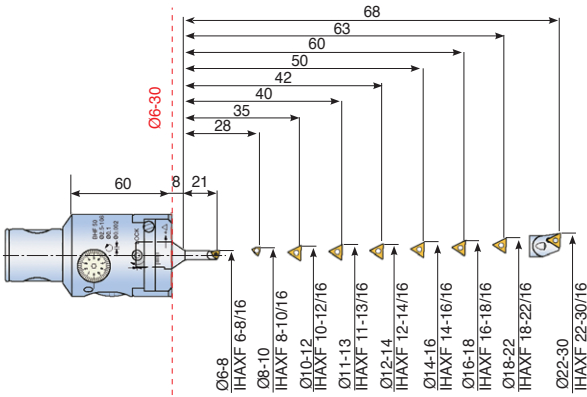 68
63
60
50
42
40
35
28
Ø6-30
60
8
21
BHF 50
Ø6-8
IHAXF 6-8/16
Ø8-10
IHAXF 8-10/16
Ø10-12
IHAXF 10-12/16
Ø11-13
IHAXF 11-13/16
Ø12-14
IHAXF 12-14/16
Ø14-16
IHAXF 14-16/16
Ø16-18
IHAXF 16-18/16
Ø18-22
IHAXF 18-22/16
Ø22-30
IHAXF 22-30/16